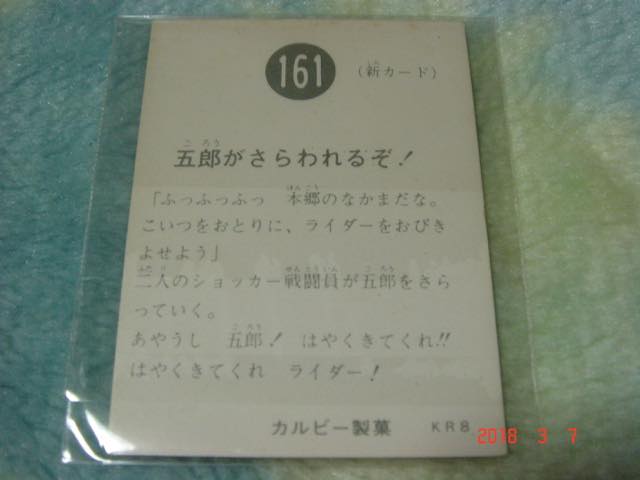 161
(新カード)
五郎がさらわれるぞ!
「ふっふっふっ 本郷のなかまだな。
こいつをおとりに、ライダーをおびき
よせよう」
二人のショッカー戦闘員が五郎をさら
っていく。
あやうし 五郎! はやくきてくれ!!
はやくきてくれ ライダー!
カルビー製菓 KR8
2018 3 7